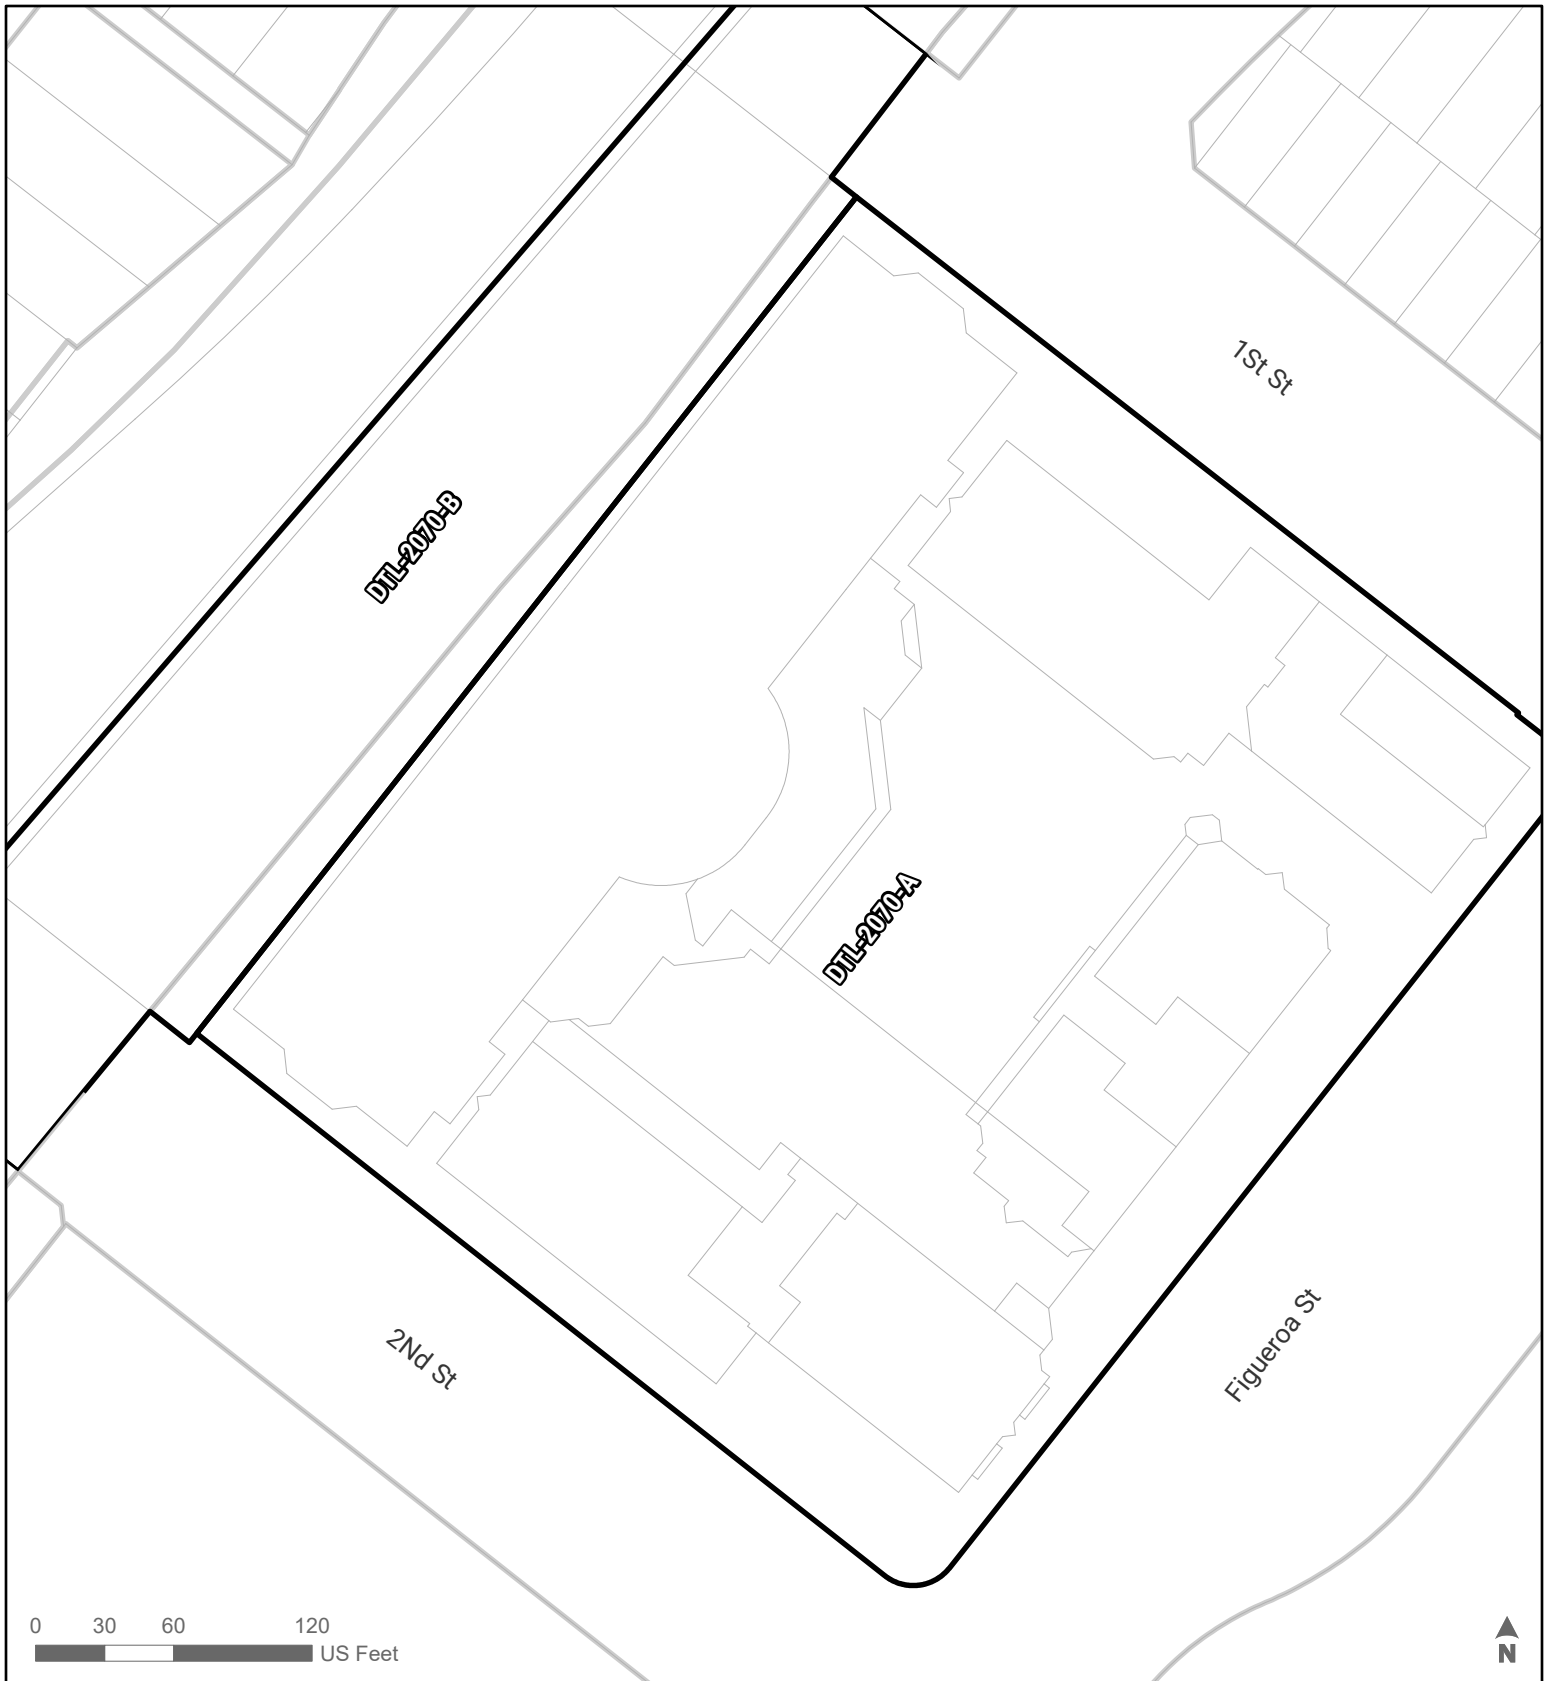 1St St
DTL-2070-B
DTL-2070-A
Figueroa St
2Nd St
0 30 60 120
US Feet
N